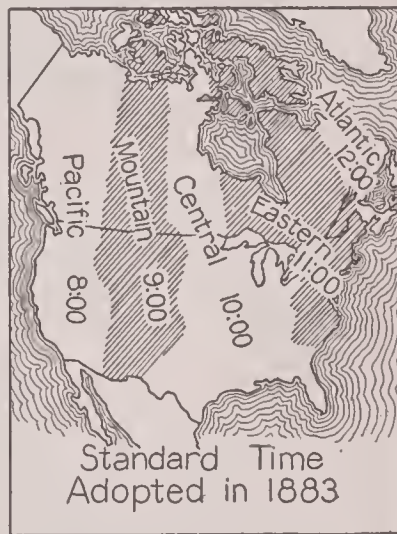 Pacific
8:00
Mountain
9:00
Central
10:00
Eastern
11:00
Atlantic
12:00
Standard Time
Adopted in 1883